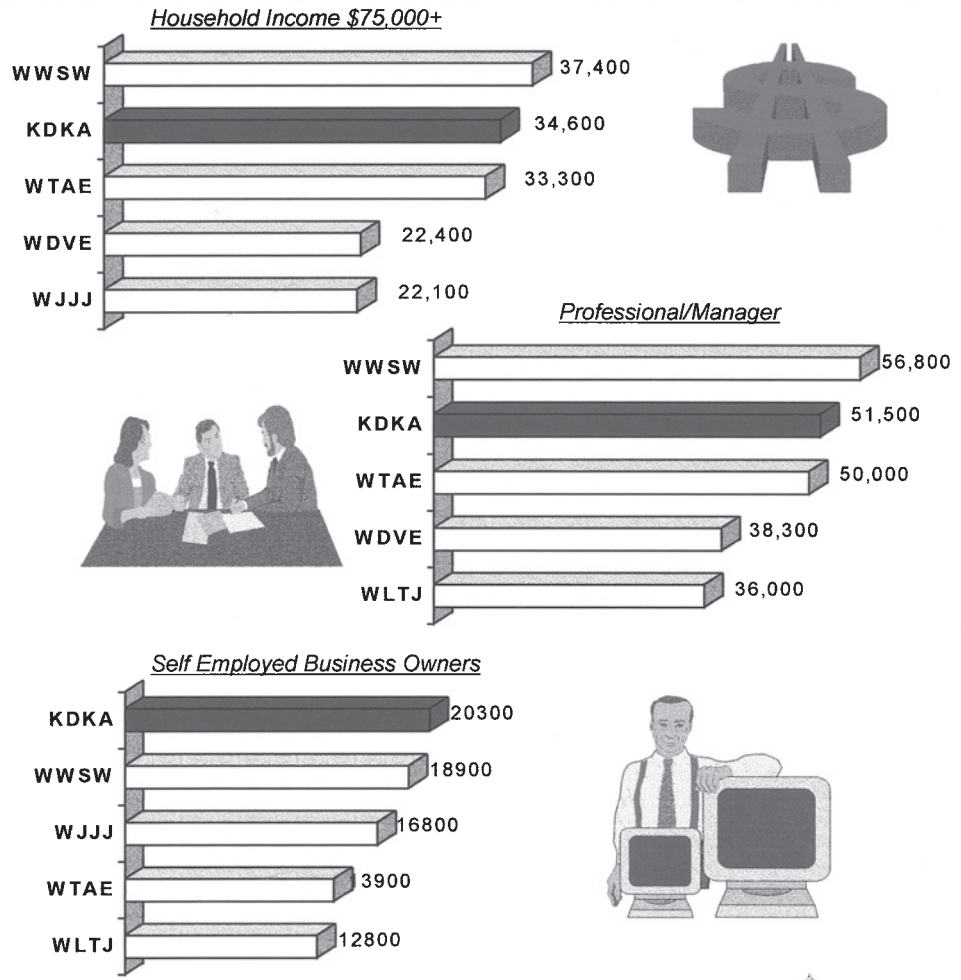 Household Income $75,000+
WWSW 37,400
KDKA 34,600
WTAE 33,300
WDVE 22,400
WJJJ 22,100
Professional/Manager
WWSW 56,800
KDKA 51,500
WTAE 50,000
WDVE 38,300
WLTJ 36,000
Self Employed Business Owners
KDKA 20300
WWSW 18900
WJJJ 16800
WTAE 3900
WLTJ 12800